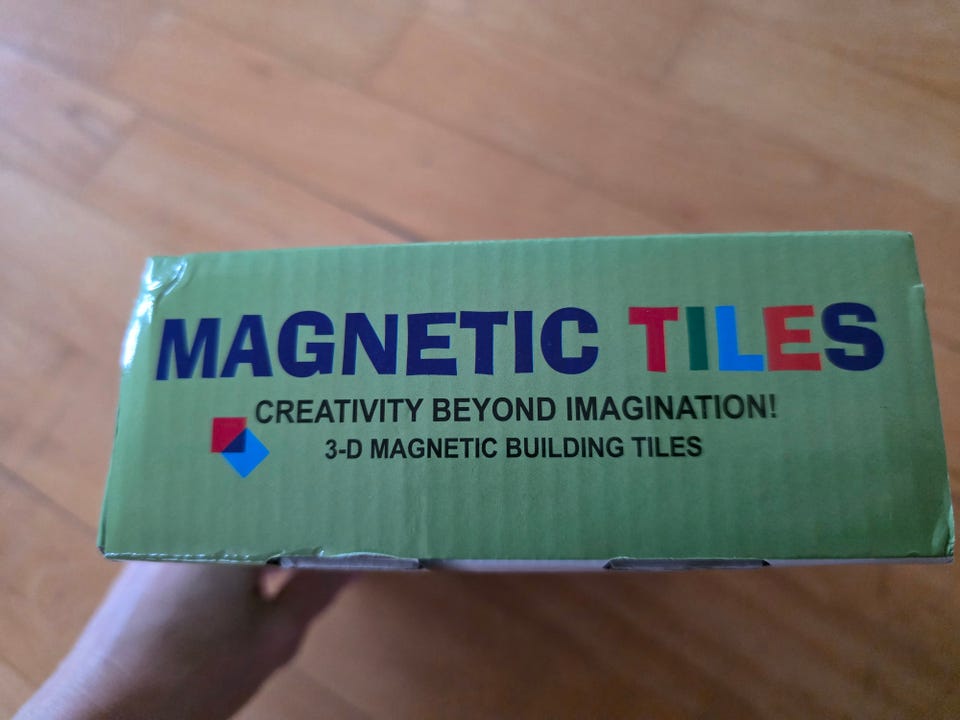 MAGNETIC TILES
CREATIVITY BEYOND IMAGINATION!
3-D MAGNETIC BUILDING TILES